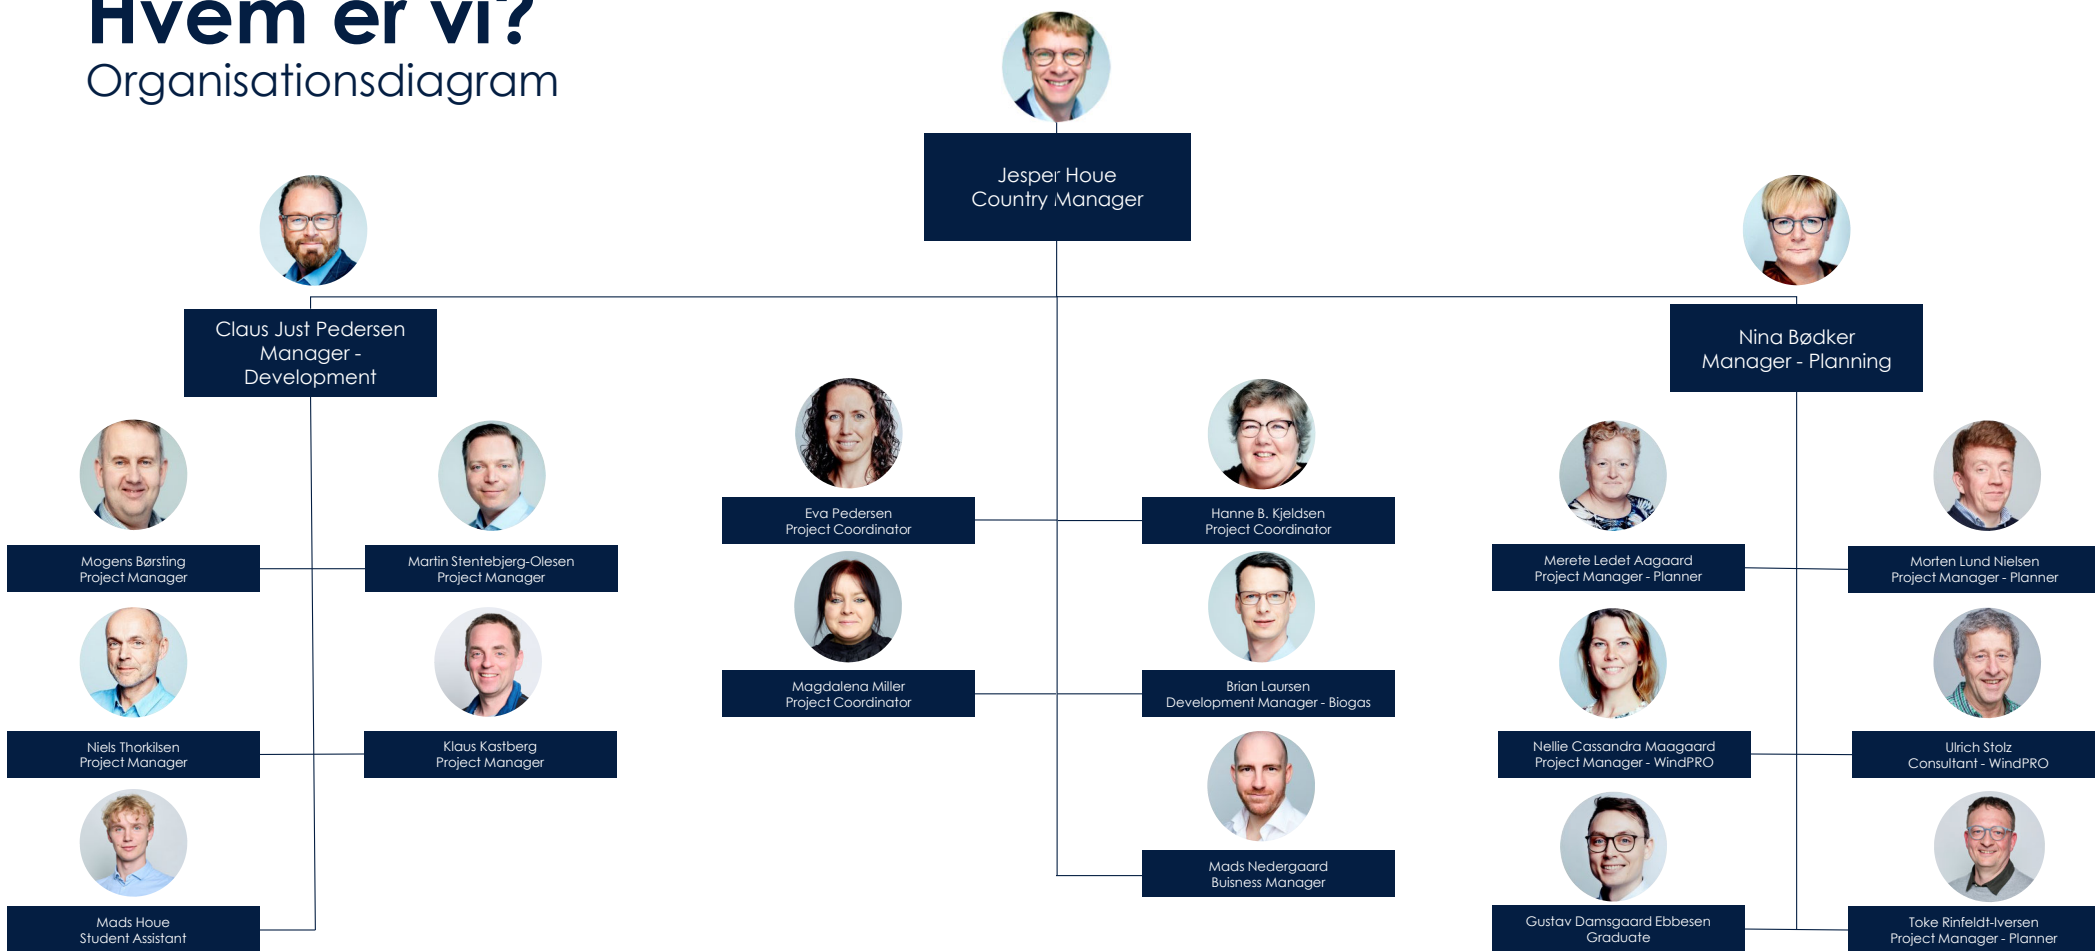 Hvem er vi?
Organisationsdiagram
Jesper Houe
Country Manager
Claus Just Pedersen
Manager -
Development
Nina Bødker
Manager - Planning
Mogens Børsting
Project Manager
Martin Stentebjerg-Olesen
Project Manager
Niels Thorkilsen
Project Manager
Klaus Kastberg
Project Manager
Mads Houe
Student Assistant
Eva Pedersen
Project Coordinator
Hanne B. Kjeldsen
Project Coordinator
Magdalena Miller
Project Coordinator
Brian Laursen
Development Manager - Biogas
Mads Nedergaard
Buisness Manager
Merete Ledet Aagaard
Project Manager - Planner
Morten Lund Nielsen
Project Manager - Planner
Nellie Cassandra Maagaard
Project Manager - WindPRO
Ulrich Stolz
Consultant - WindPRO
Gustav Damsgaard Ebbesen
Graduate
Toke Rinfeldt-Iversen
Project Manager - Planner